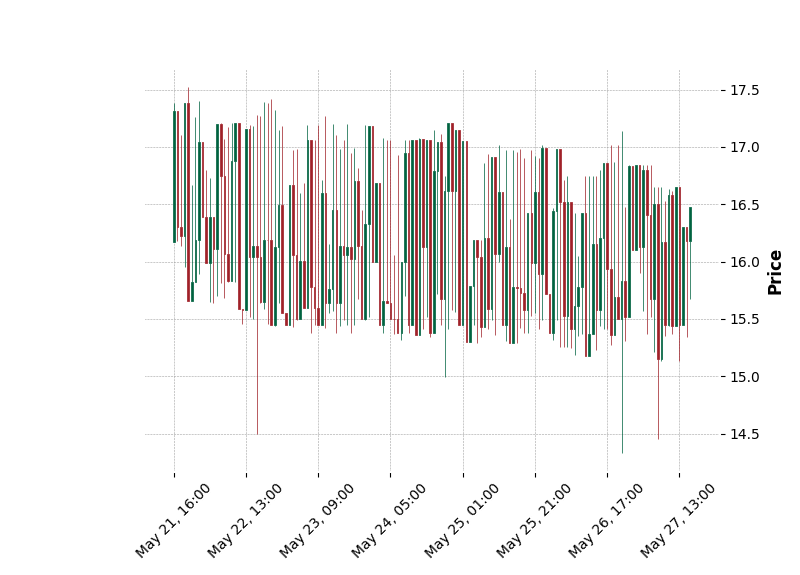 17.5
17.0
16.5
16.0
15.5
15.0
14.5
Price
May 21, 16:00
May 22, 13:00
May 23, 09:00
May 24, 05:00
May 25, 01:00
May 25, 21:00
May 26, 17:00
May 27, 13:00